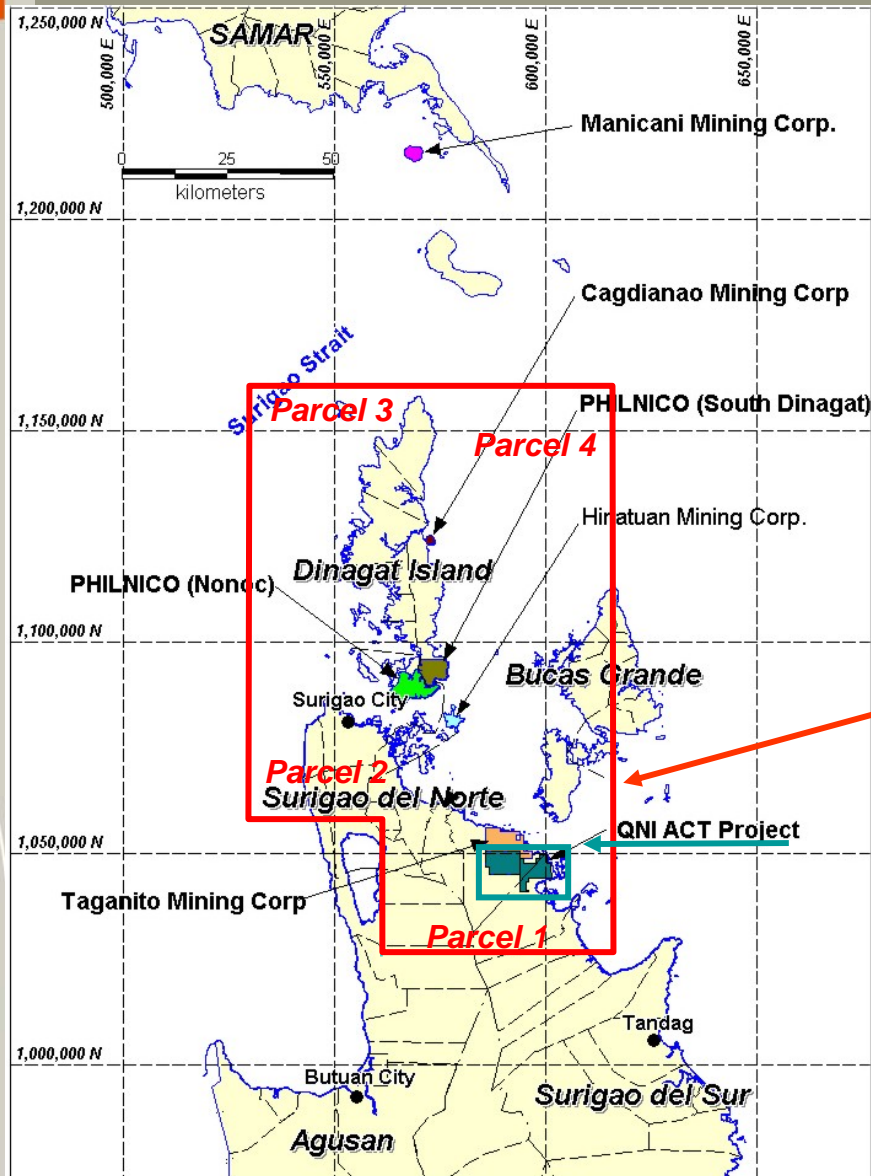 1,250,000 N
500,000 E
SAMAR
550,000 E
600,000 E
650,000 E
Manicani Mining Corp.
0 25 50
kilometers
1,200,000 N
Cagdianao Mining Corp
Surigao Strait
Parcel 3
PHILNICO (South Dinagat)
1,150,000 N
Parcel 4
Hinatuan Mining Corp.
Dinagat Island
PHILNICO (Nonoc)
1,100,000 N
Bucas Grande
Surigao City
Parcel 2
Surigao del Norte
QNI ACT Project
1,050,000 N
Taganito Mining Corp
Parcel 1
Tandag
1,000,000 N
Butuan City
Surigao del Sur
Agusan